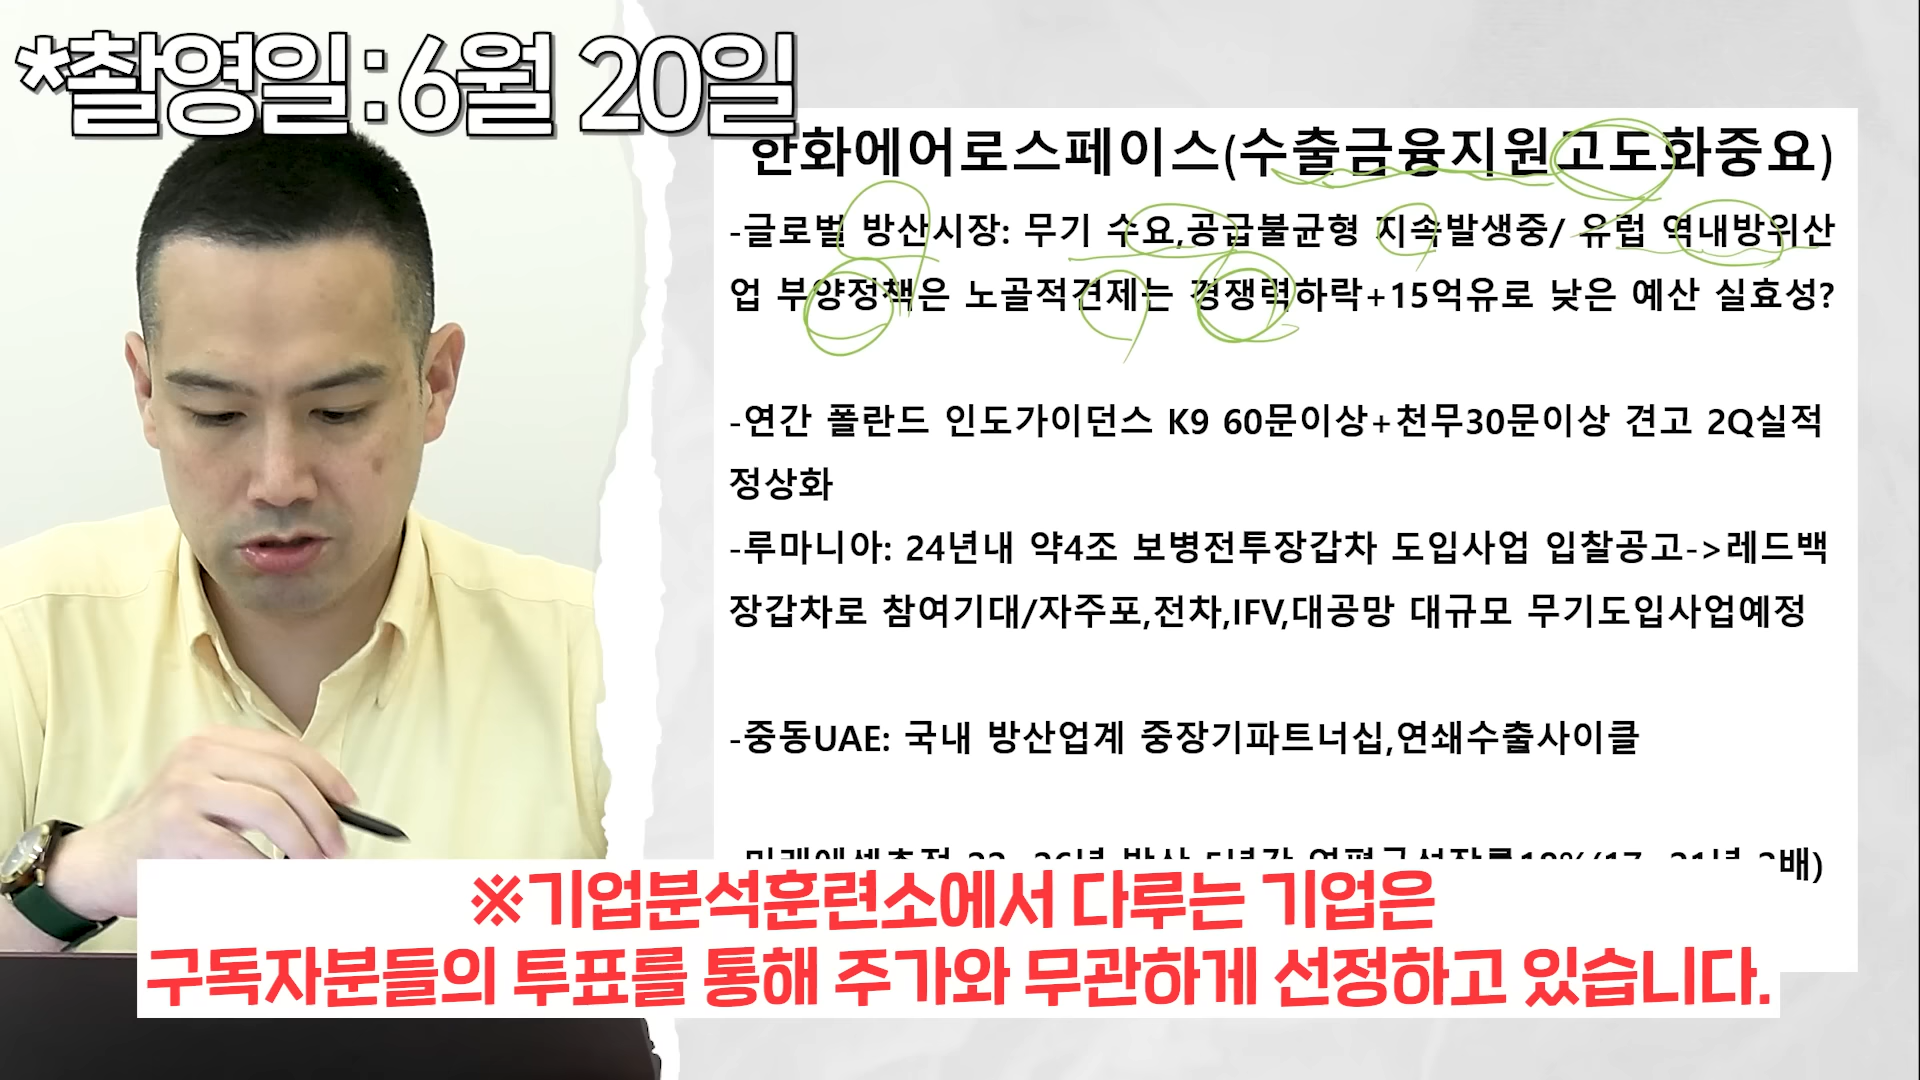 *촬영일 : 6월 20일
한화에어로스페이스(수출금융지원고도화중요)
-글로벌 방산시장: 무기 수요,공급불균형 지속발생중/ 유럽 역내방위산
업 부양정책은 노골적견제는 경쟁력하락+15억유로 낮은 예산 실효성?
-연간 폴란드 인도가이던스 K9 60문이상+천무30문이상 견고 2Q실적
정상화
-루마니아: 24년내 약4조 보병전투장갑차 도입사업 입찰공고->레드백
장갑차로 참여기대/자주포,전차,IFV,대공망 대규모 무기도입사업예정
-중동UAE: 국내 방산업계 중장기파트너십,연쇄수출사이클
배)
※기업분석훈련소에서 다루는 기업은
구독자분들의 투표를 통해 주가와 무관하게 선정하고 있습니다.